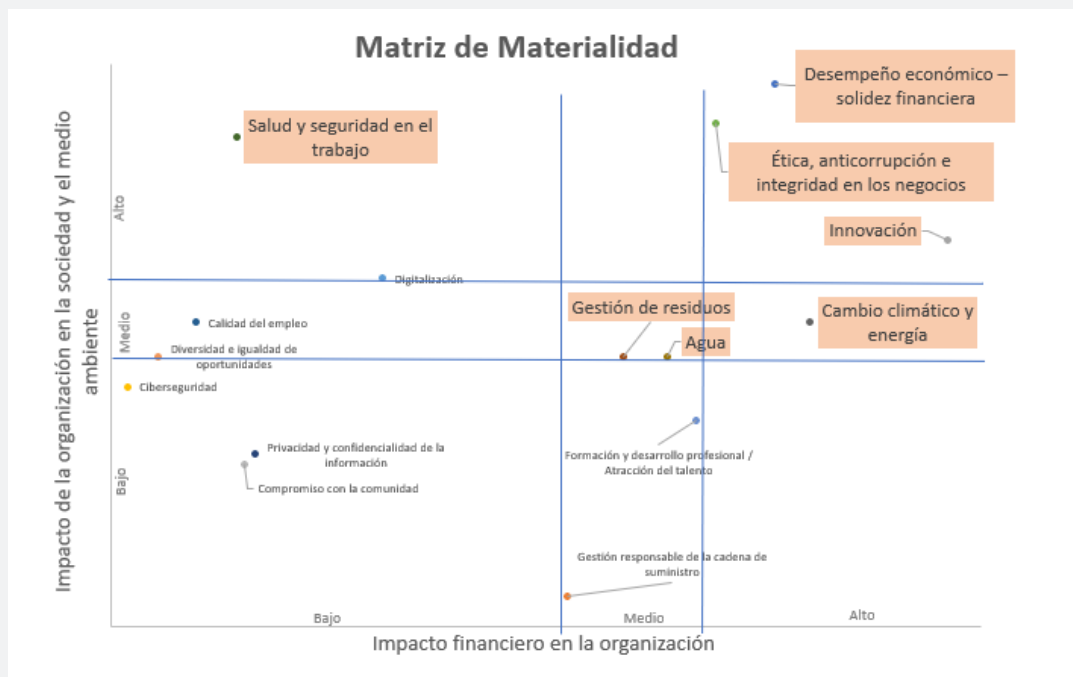 Matriz de Materialidad
Desempeño económico –
solidez financiera
Salud y seguridad en el
trabajo
Ética, anticorrupción e
integridad en los negocios
Innovación
Digitalización
Gestión de residuos
Cambio climático y
energía
Calidad del empleo
Agua
Diversidad e igualdad de
oportunidades
Ciberseguridad
Privacidad y confidencialidad de la
información
Formación y desarrollo profesional /
Atracción del talento
Compromiso con la comunidad
Gestión responsable de la cadena de
suministro
Impacto de la organización en la sociedad y el medio
ambiente
Alto
Medio
Bajo
Bajo
Medio
Alto
Impacto financiero en la organización